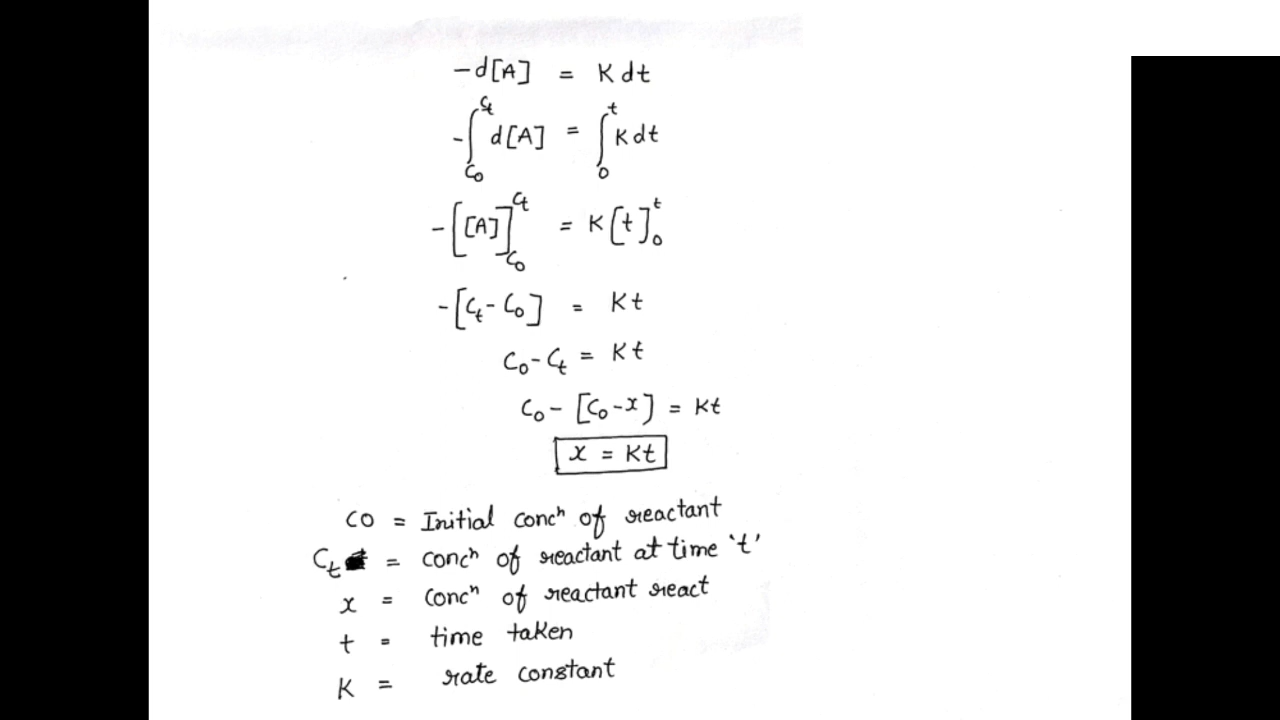 -d[A] = K dt
-∫_{C0}^{Ct} d[A] = ∫_{0}^{t} K dt
-[[A]]_{C0}^{Ct} = K[t]_{0}^{t}
-[Ct - C0] = Kt
C0 - Ct = Kt
C0 - [C0 - x] = Kt
x = Kt
C0 = Initial concⁿ of reactant
Ct = concⁿ of reactant at time 't'
x = concⁿ of reactant react
t = time taken
K = rate constant